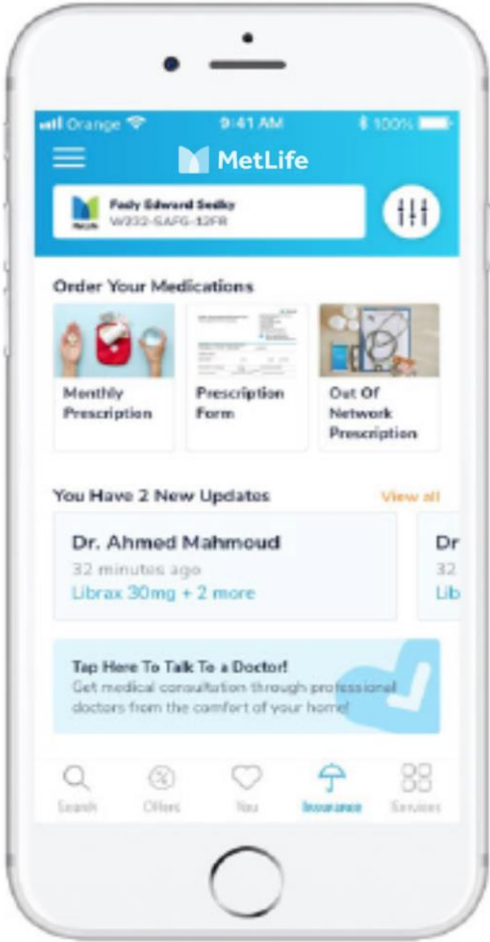 Orange
9:41 AM
100%
MetLife
MetLife
Fady Edward Sedky
Order Your Medications
Monthly
Prescription
Prescription
Form
Out Of
Network
Prescription
You Have 2 New Updates
View all
Dr. Ahmed Mahmoud
32 minutes ago
Librax 30mg + 2 more
Dr
32
Lib
Tap Here To Talk To a Doctor!
Get medical consultation through professional
doctors from the comfort of your home!
Search
Offers
You
Insurance
Services